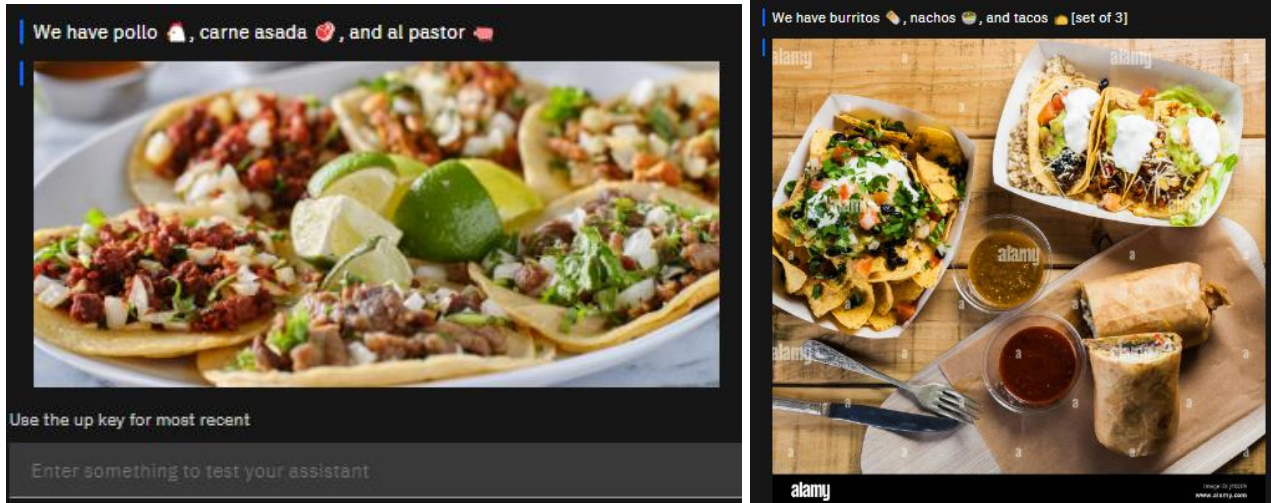 We have pollo 🐔, carne asada 🥩, and al pastor 🐖
Use the up key for most recent
Enter something to test your assistant
We have burritos 🌯, nachos 🥣, and tacos 🌮 [set of 3]
alamy
alamy
a
a
alamy
alamy
alamy
a
alamy
a
a
a
a
alamy
www.alamy.com